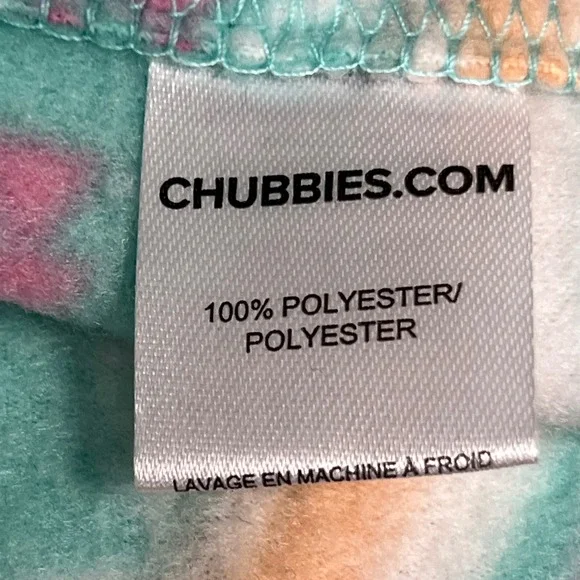 CHUBBIES.COM
100% POLYESTER/
POLYESTER
LAVAGE EN MACHINE À FROID